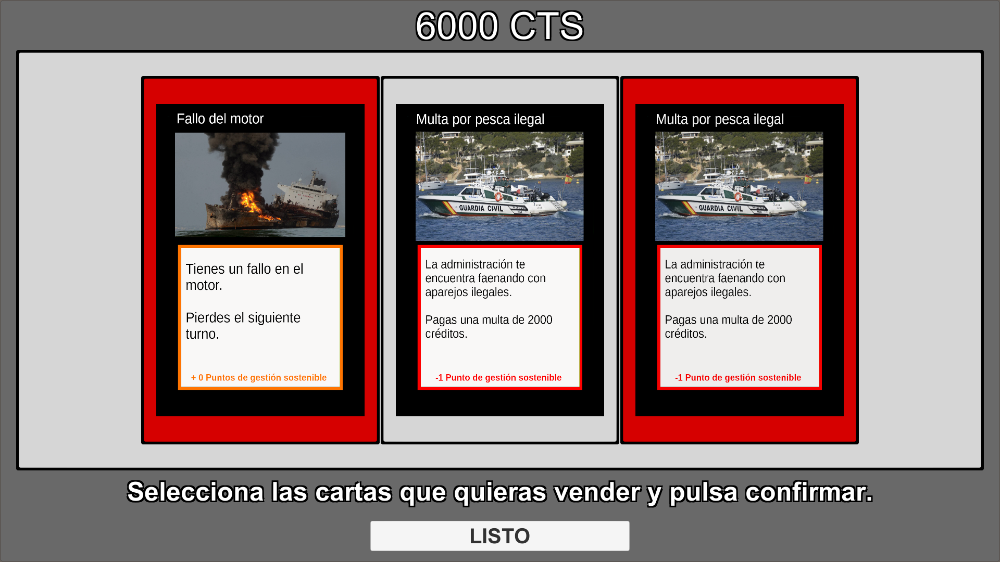 6000 CTS
Fallo del motor
Tienes un fallo en el
motor.
Pierdes el siguiente
turno.
+ 0 Puntos de gestión sostenible
Multa por pesca ilegal
GUARDIA CIVIL
La administración te
encuentra faenando con
aparejos ilegales.
Pagas una multa de 2000
créditos.
-1 Punto de gestión sostenible
Multa por pesca ilegal
GUARDIA CIVIL
La administración te
encuentra faenando con
aparejos ilegales.
Pagas una multa de 2000
créditos.
-1 Punto de gestión sostenible
Selecciona las cartas que quieras vender y pulsa confirmar.
LISTO